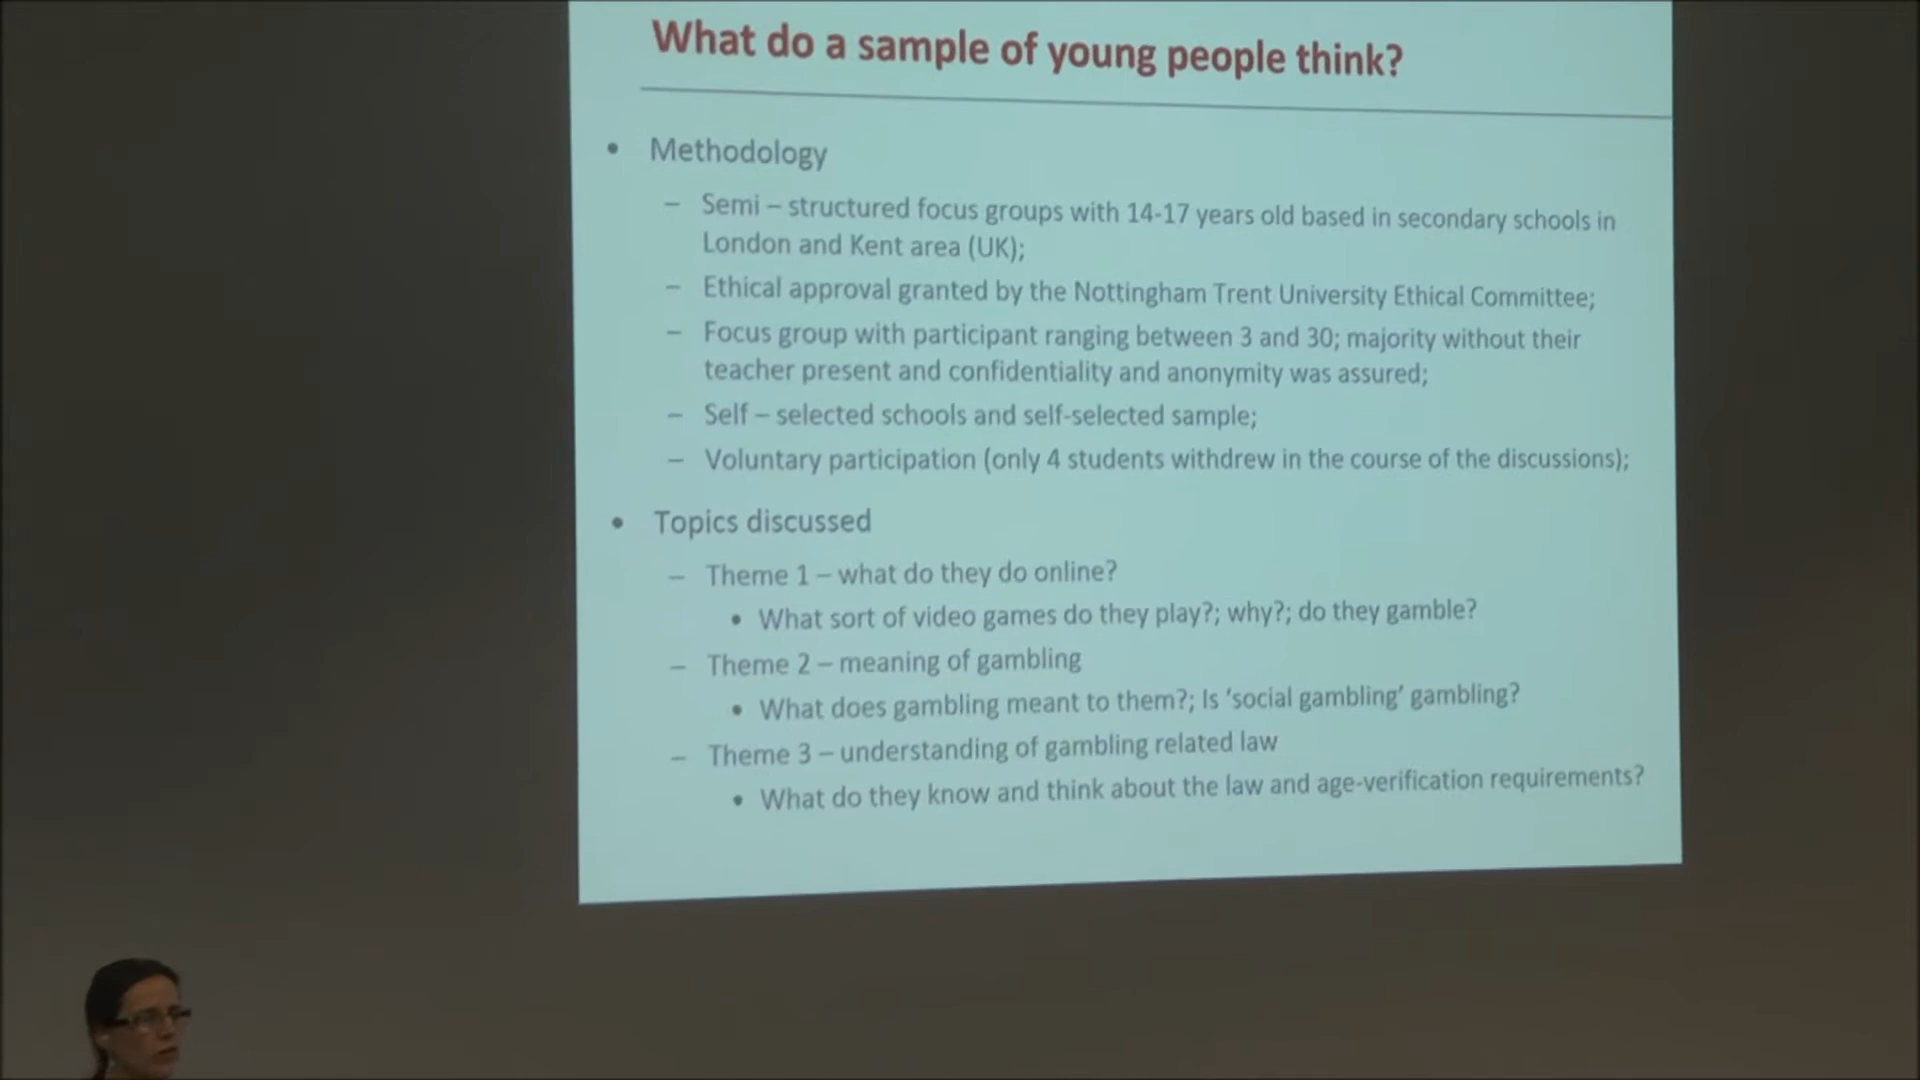 What do a sample of young people think?
• Methodology
– Semi – structured focus groups with 14-17 years old based in secondary schools in
London and Kent area (UK);
– Ethical approval granted by the Nottingham Trent University Ethical Committee;
– Focus group with participant ranging between 3 and 30; majority without their
teacher present and confidentiality and anonymity was assured;
– Self – selected schools and self-selected sample;
– Voluntary participation (only 4 students withdrew in the course of the discussions);
• Topics discussed
– Theme 1 – what do they do online?
• What sort of video games do they play?; why?; do they gamble?
– Theme 2 – meaning of gambling
• What does gambling meant to them?; Is ‘social gambling’ gambling?
– Theme 3 – understanding of gambling related law
• What do they know and think about the law and age-verification requirements?